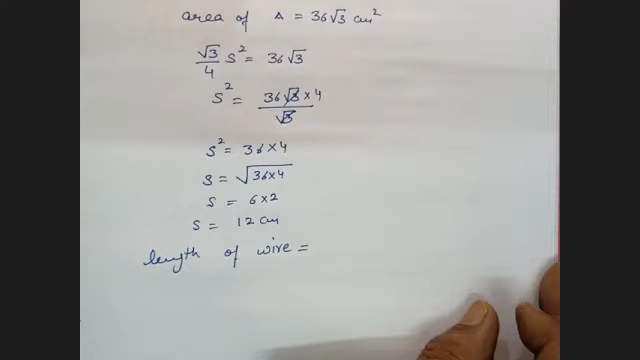 area of Δ = 36√3 cm²
√3/4 S² = 36√3
S² = 36√3 × 4 / √3
S² = 36 × 4
S = √36×4
S = 6 × 2
S = 12 cm
length of wire =